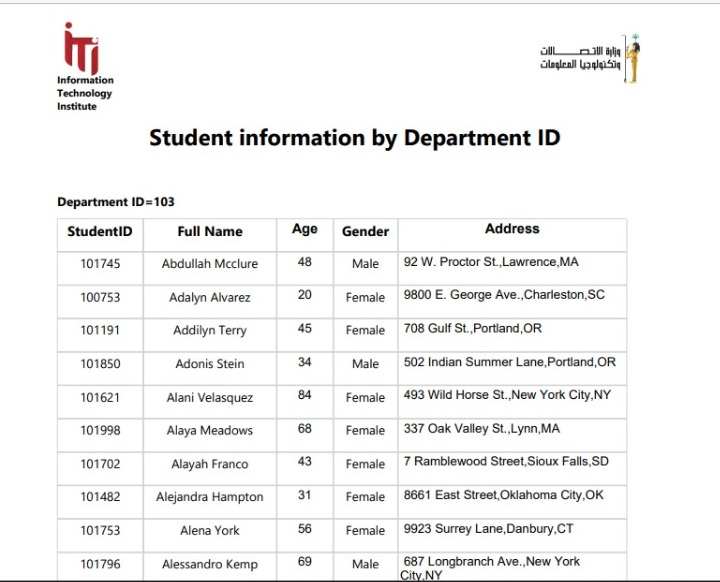 iTi
Information
Technology
Institute
وزارة الاتصالات
وتكنولوجيا المعلومات
Student information by Department ID
Department ID=103
StudentID Full Name Age Gender Address
101745 Abdullah Mcclure 48 Male 92 W. Proctor St.,Lawrence,MA
100753 Adalyn Alvarez 20 Female 9800 E. George Ave.,Charleston,SC
101191 Addilyn Terry 45 Female 708 Gulf St.,Portland,OR
101850 Adonis Stein 34 Male 502 Indian Summer Lane,Portland,OR
101621 Alani Velasquez 84 Female 493 Wild Horse St.,New York City,NY
101998 Alaya Meadows 68 Female 337 Oak Valley St.,Lynn,MA
101702 Alayah Franco 43 Female 7 Ramblewood Street,Sioux Falls,SD
101482 Alejandra Hampton 31 Female 8661 East Street,Oklahoma City,OK
101753 Alena York 56 Female 9923 Surrey Lane,Danbury,CT
101796 Alessandro Kemp 69 Male 687 Longbranch Ave.,New York
City,NY